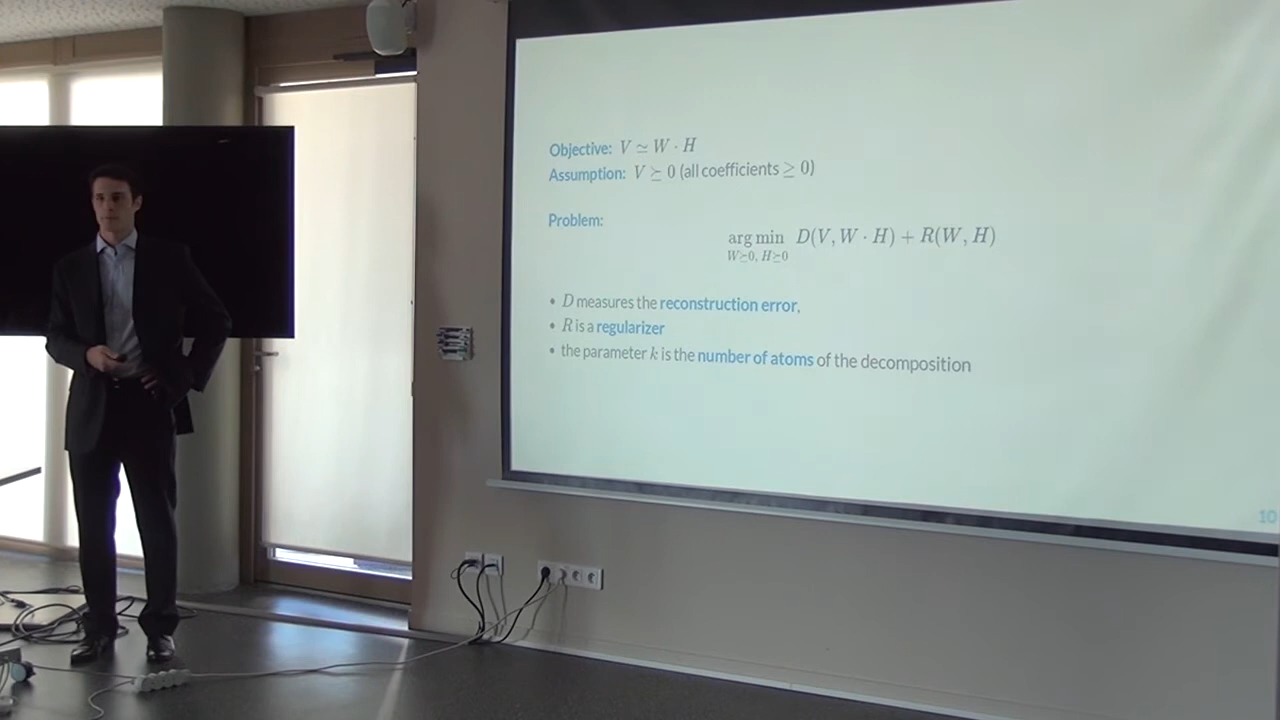 Objective: V ≃ W · H
Assumption: V ⪰ 0 (all coefficients ≥ 0)
Problem:
arg min D(V, W · H) + R(W, H)
W⪰0, H⪰0
• D measures the reconstruction error,
• R is a regularizer
• the parameter k is the number of atoms of the decomposition
10